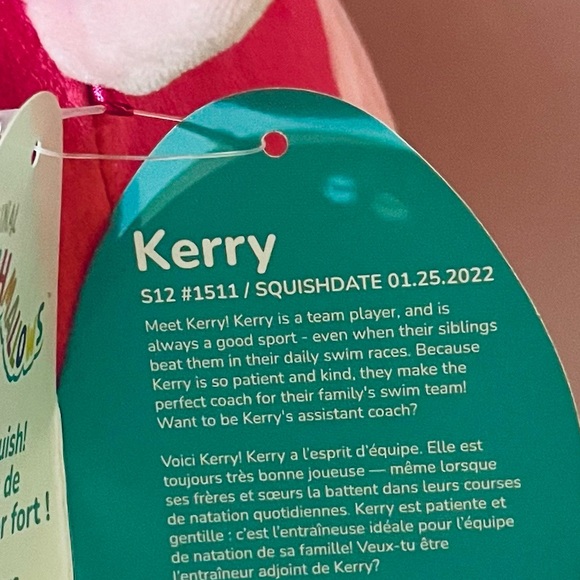 Kerry
S12 #1511 / SQUISHDATE 01.25.2022
Meet Kerry! Kerry is a team player, and is
always a good sport - even when their siblings
beat them in their daily swim races. Because
Kerry is so patient and kind, they make the
perfect coach for their family's swim team!
Want to be Kerry's assistant coach?
Voici Kerry! Kerry a l'esprit d'équipe. Elle est
toujours très bonne joueuse — même lorsque
ses frères et sœurs la battent dans leurs courses
de natation quotidiennes. Kerry est patiente et
gentille : c'est l'entraîneuse idéale pour l'équipe
de natation de sa famille! Veux-tu être
l'entraîneur adjoint de Kerry?
de
fort !